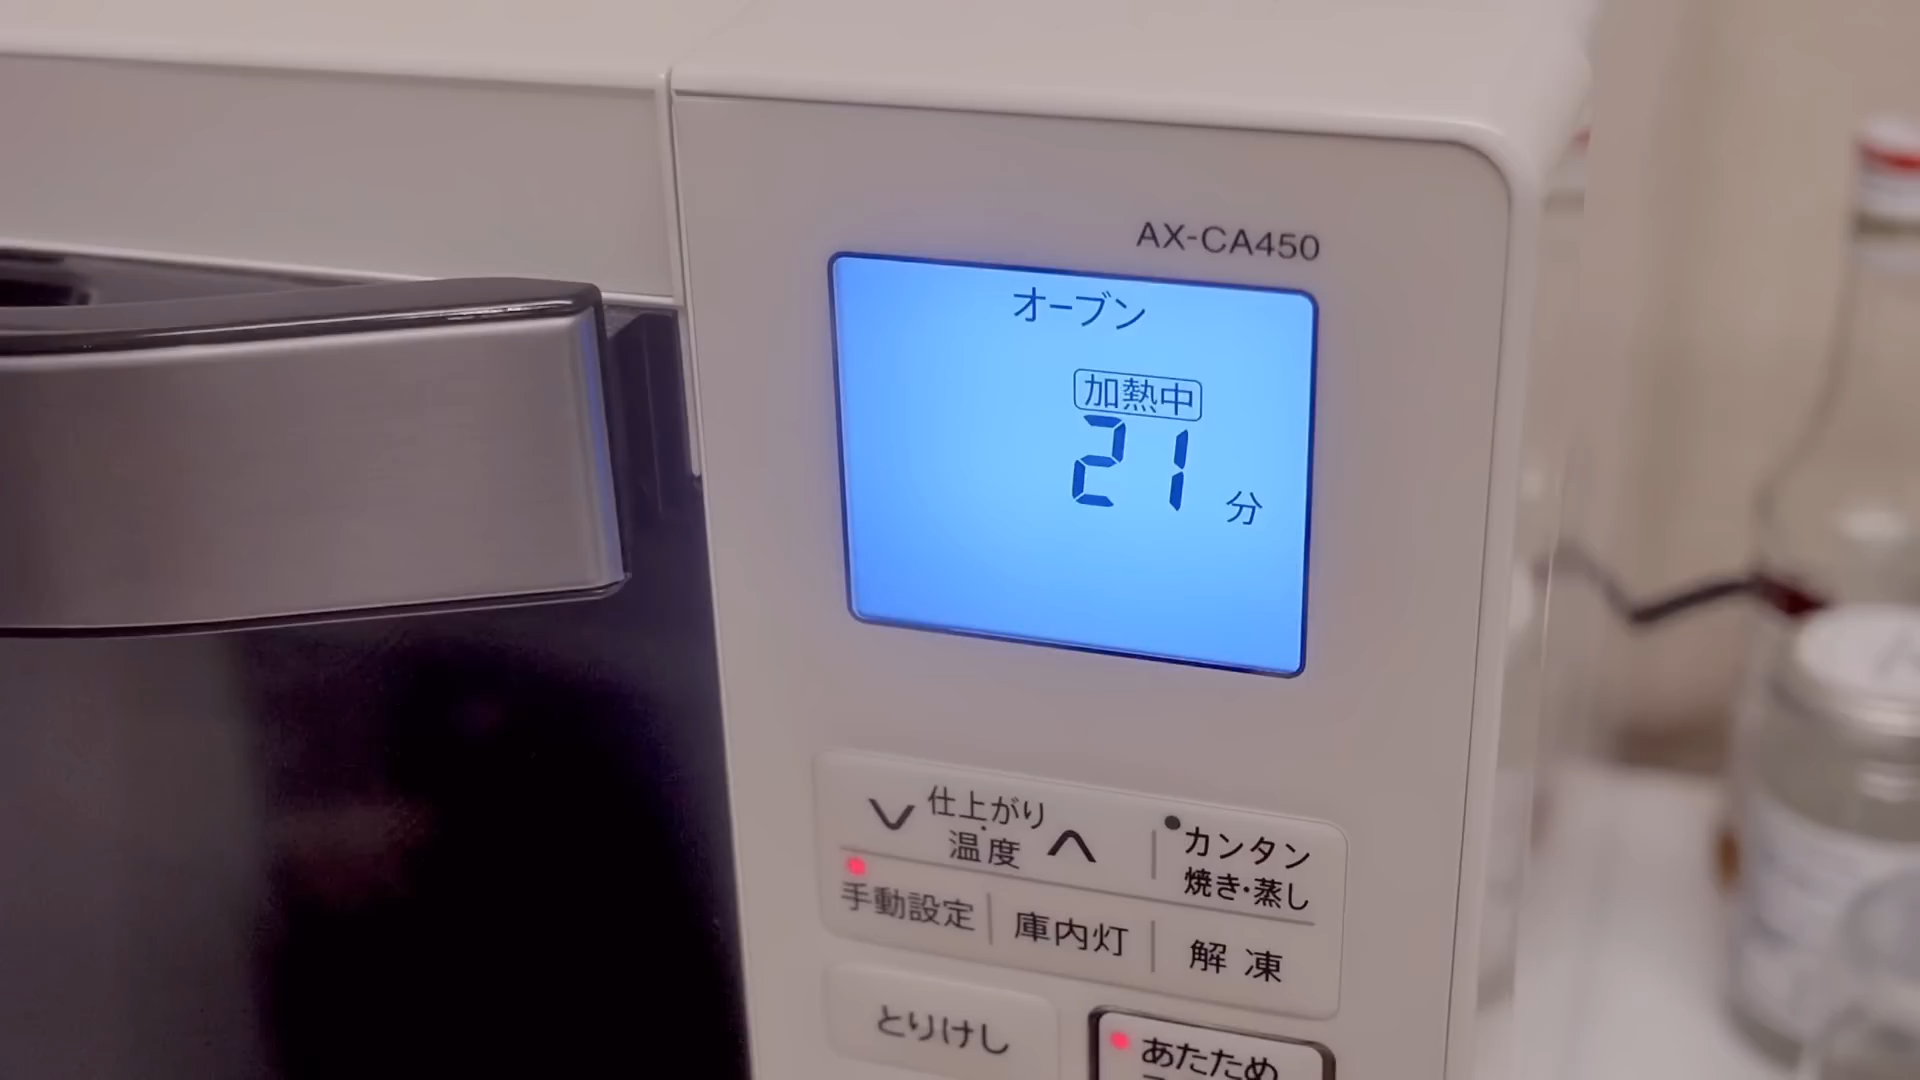 AX-CA450
オーブン
加熱中
21 分
仕上がり
温度
カンタン
焼き・蒸し
手動設定
庫内灯
解凍
とりけし
あたため